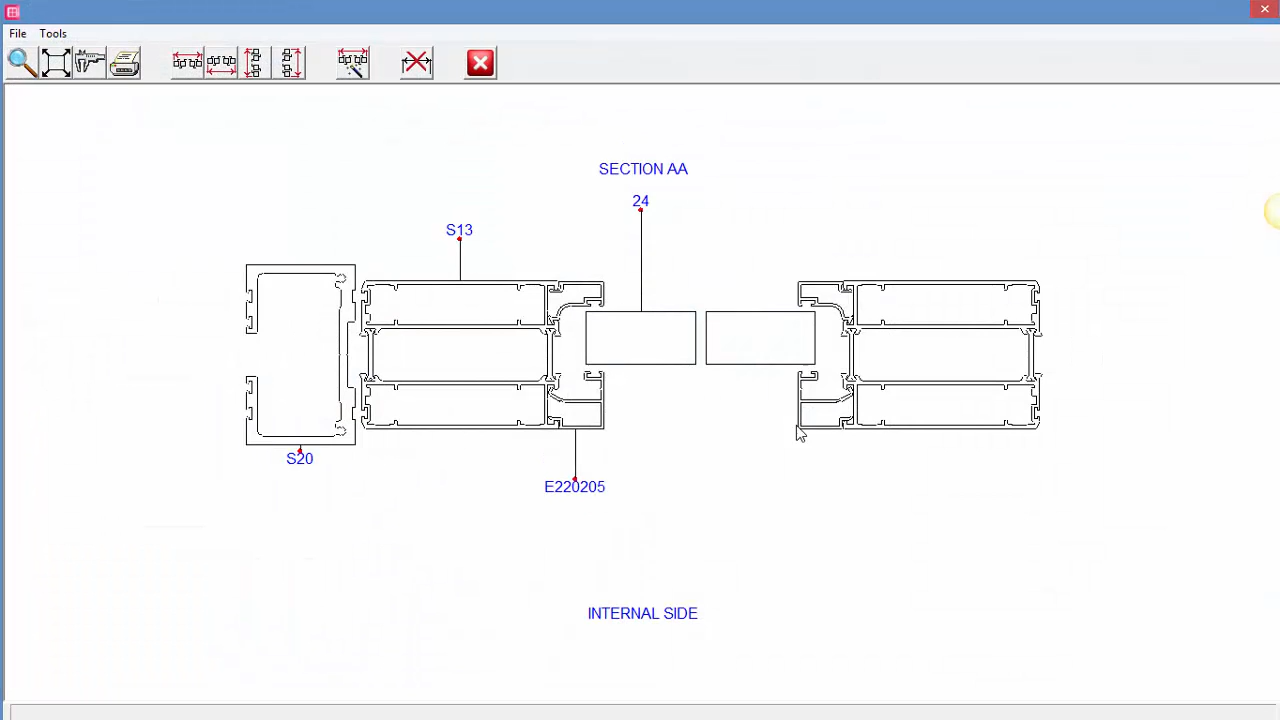 File Tools
SECTION AA
24
S13
S20
E220205
INTERNAL SIDE